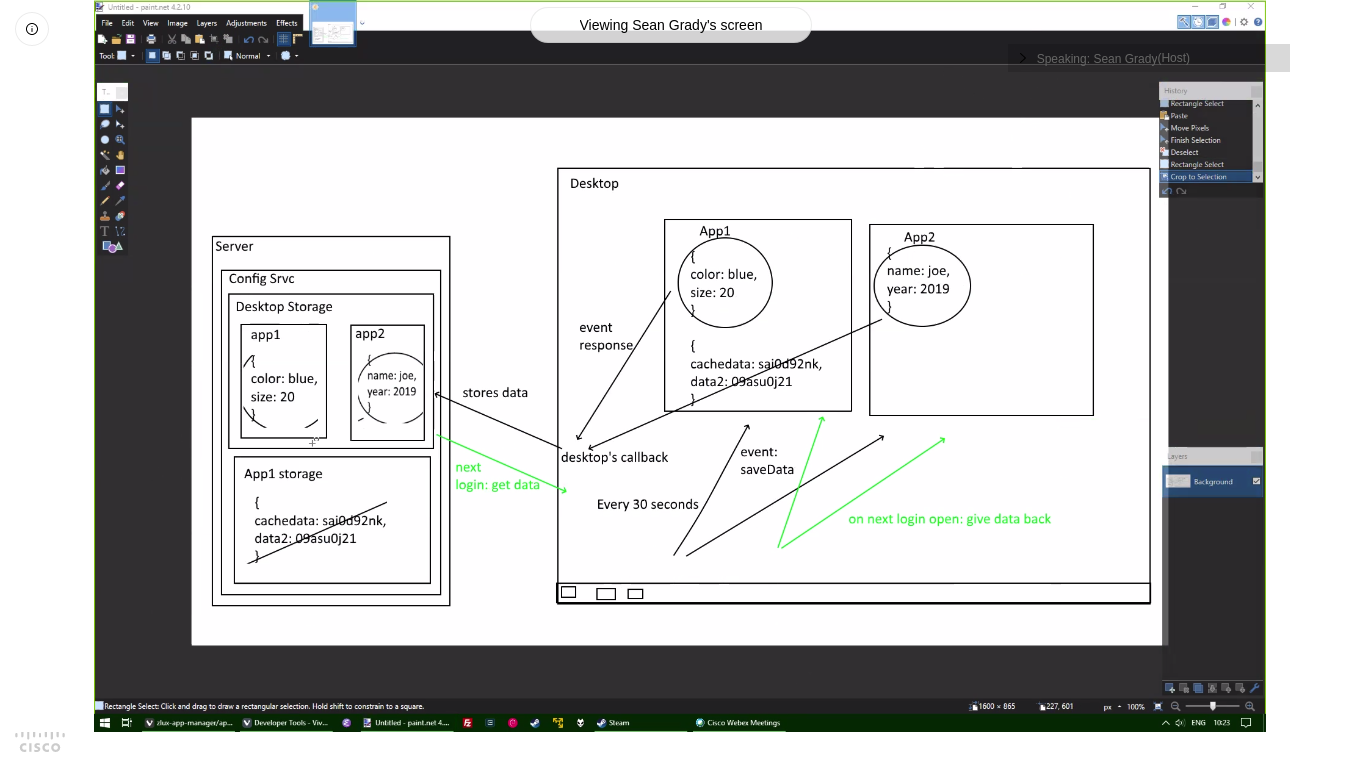 Untitled - paint.net 4.2.10
Viewing Sean Grady's screen
File Edit View Image Layers Adjustments Effects
Tool: Normal
Speaking: Sean Grady(Host)
T...
History
Rectangle Select
Paste
Move Pixels
Finish Selection
Deselect
Rectangle Select
Crop to Selection
Desktop
App1
{
color: blue,
size: 20
}
{
cachedata: sai0d92nk,
data2: 09asu0j21
}
App2
{
name: joe,
year: 2019
}
Server
Config Srvc
Desktop Storage
app1
{
color: blue,
size: 20
}
app2
{
name: joe,
year: 2019
}
App1 storage
{
cachedata: sai0d92nk,
data2: 09asu0j21
}
event
response
stores data
desktop's callback
next
login: get data
event:
saveData
Every 30 seconds
on next login open: give data back
Layers
Background
Rectangle Select: Click and drag to draw a rectangular selection. Hold shift to constrain to a square.
1600 × 865
227, 601
px
100%
zlux-app-manager/ap...
Developer Tools - Viv...
Untitled - paint.net 4....
Steam
Cisco Webex Meetings
ENG
10:23
CISCO